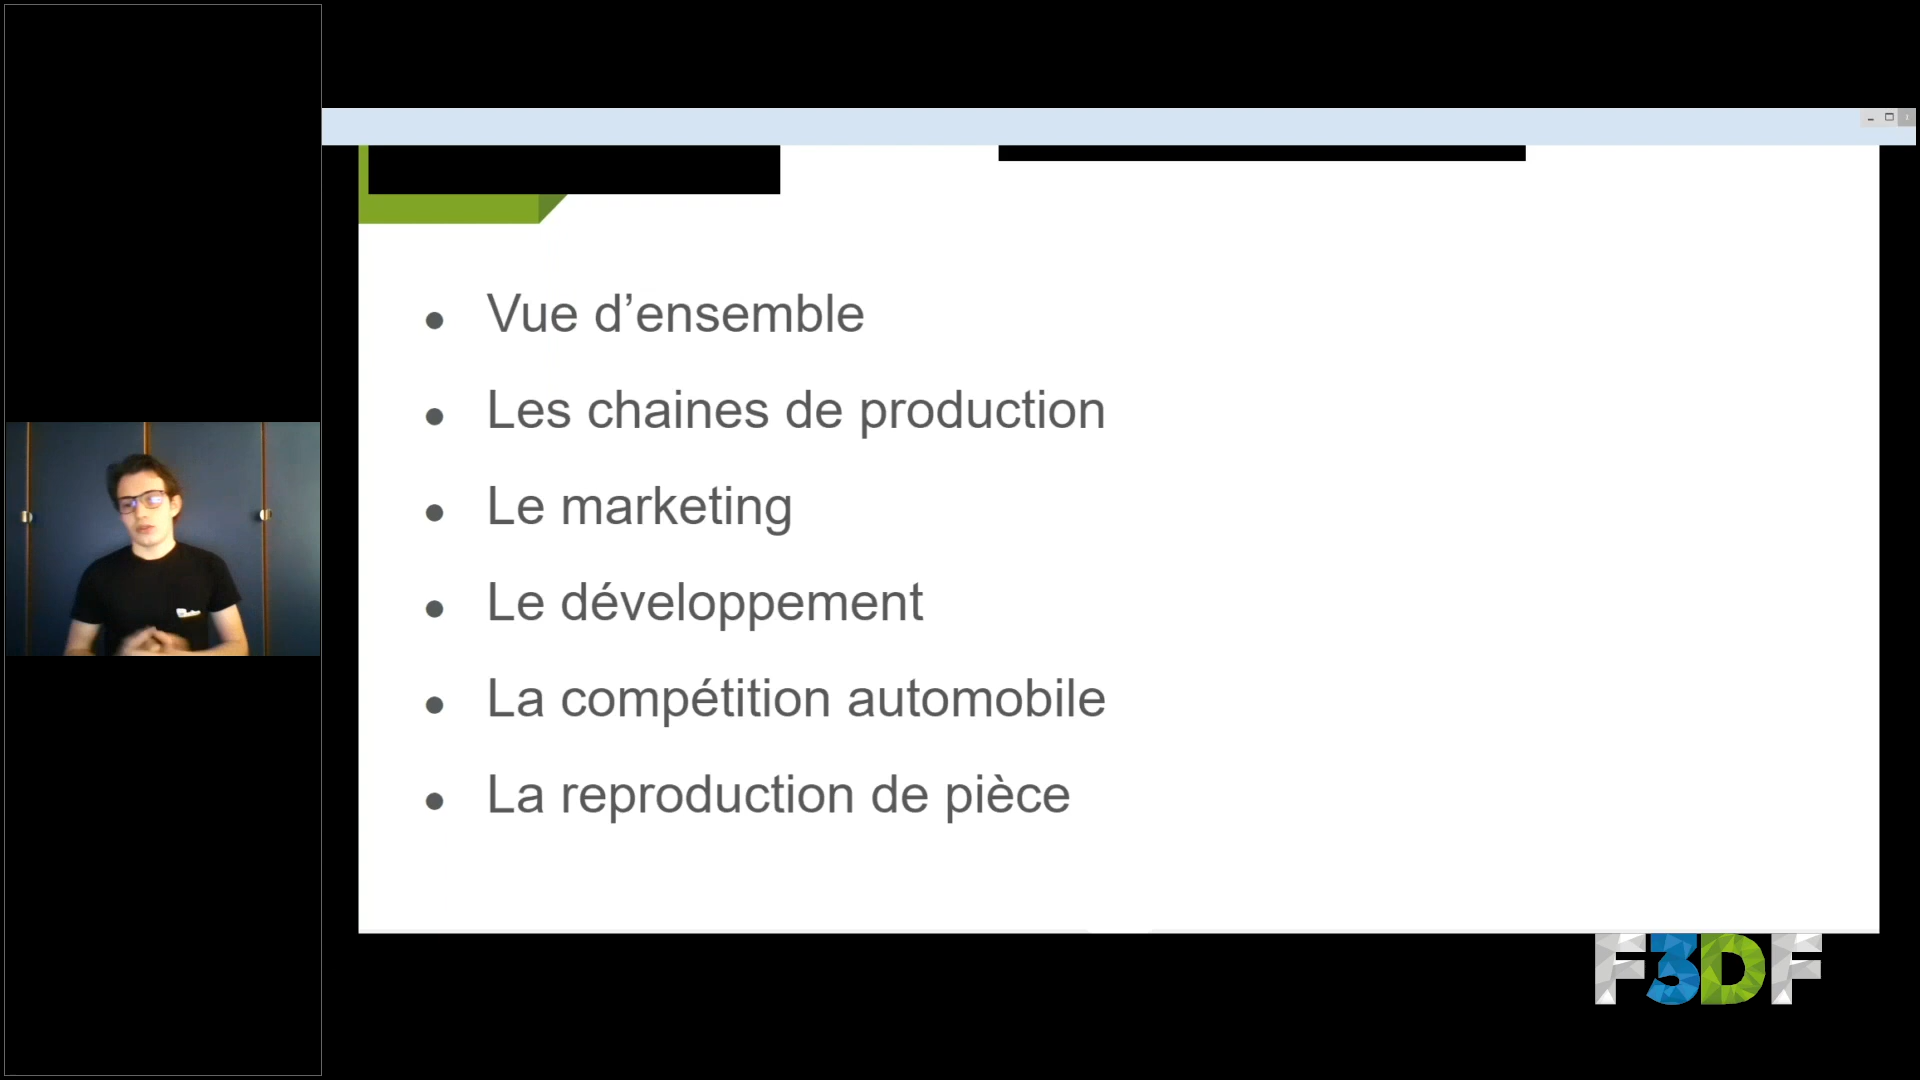 Vue d’ensemble
Les chaines de production
Le marketing
Le développement
La compétition automobile
La reproduction de pièce
F3DF